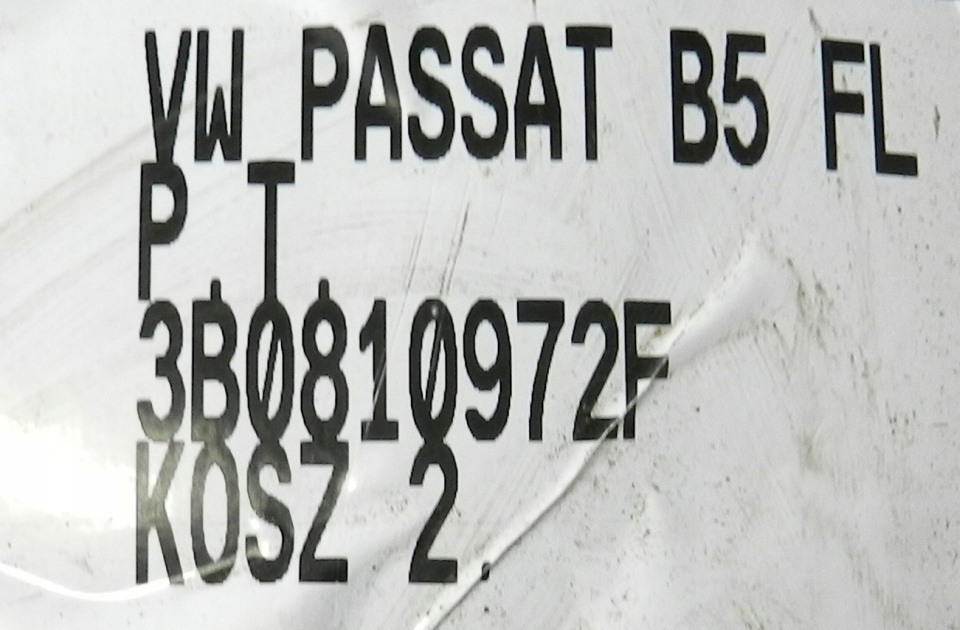 VW PASSAT B5 FL
P.T.
3B0810972F
KOSZ 2.